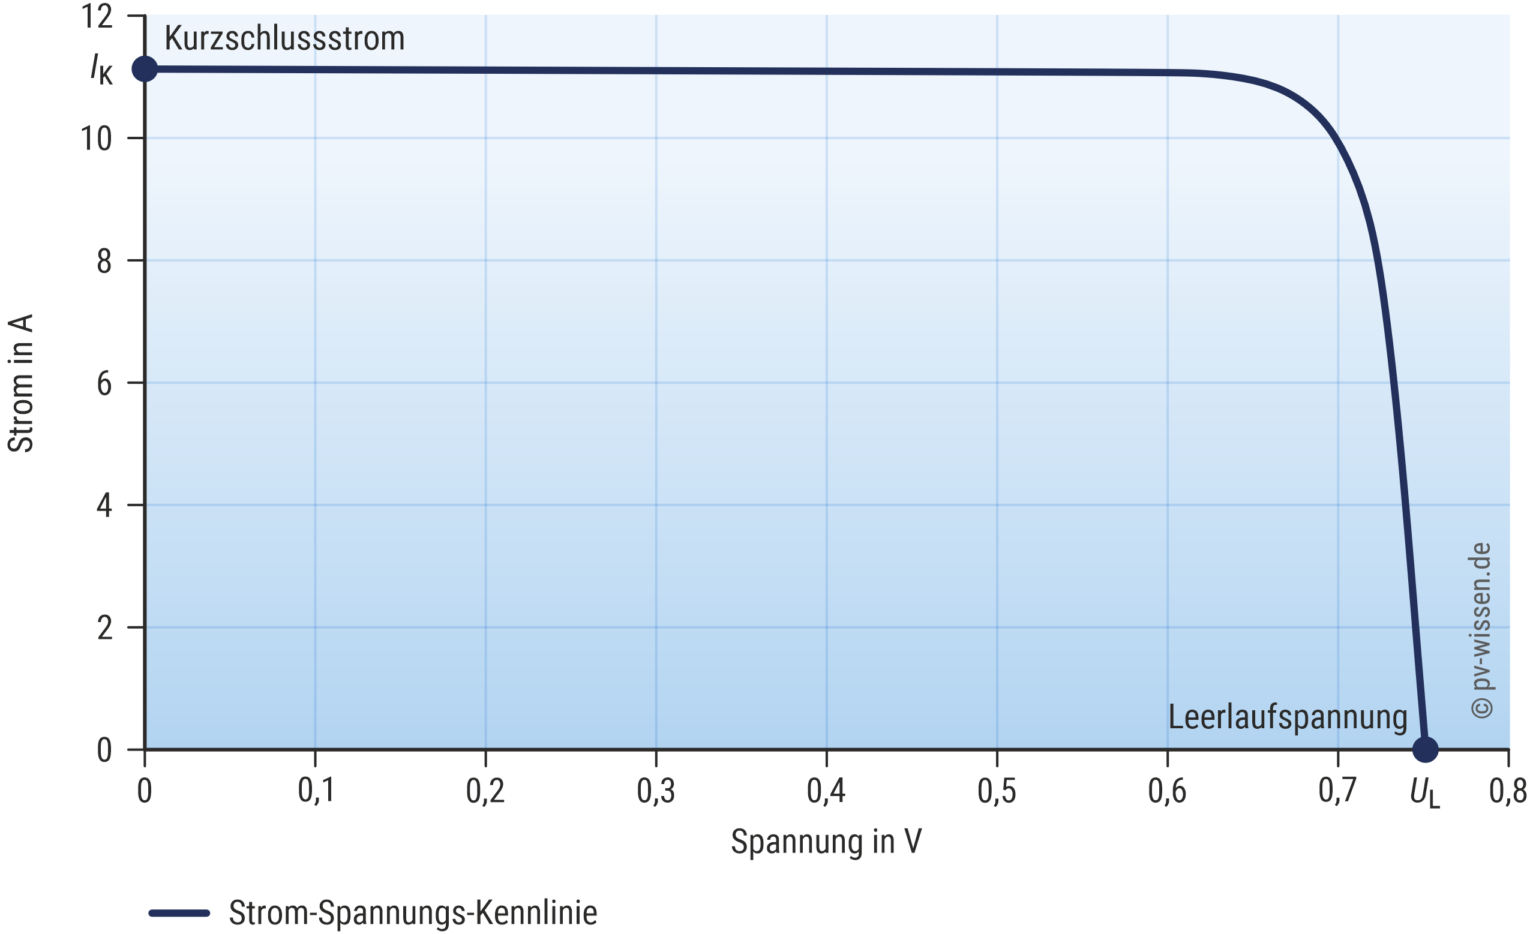 12
Kurzschlussstrom
IK
10
8
6
4
2
0
Strom in A
Leerlaufspannung
© pv-wissen.de
0 0,1 0,2 0,3 0,4 0,5 0,6 0,7 UL 0,8
Spannung in V
Strom-Spannungs-Kennlinie